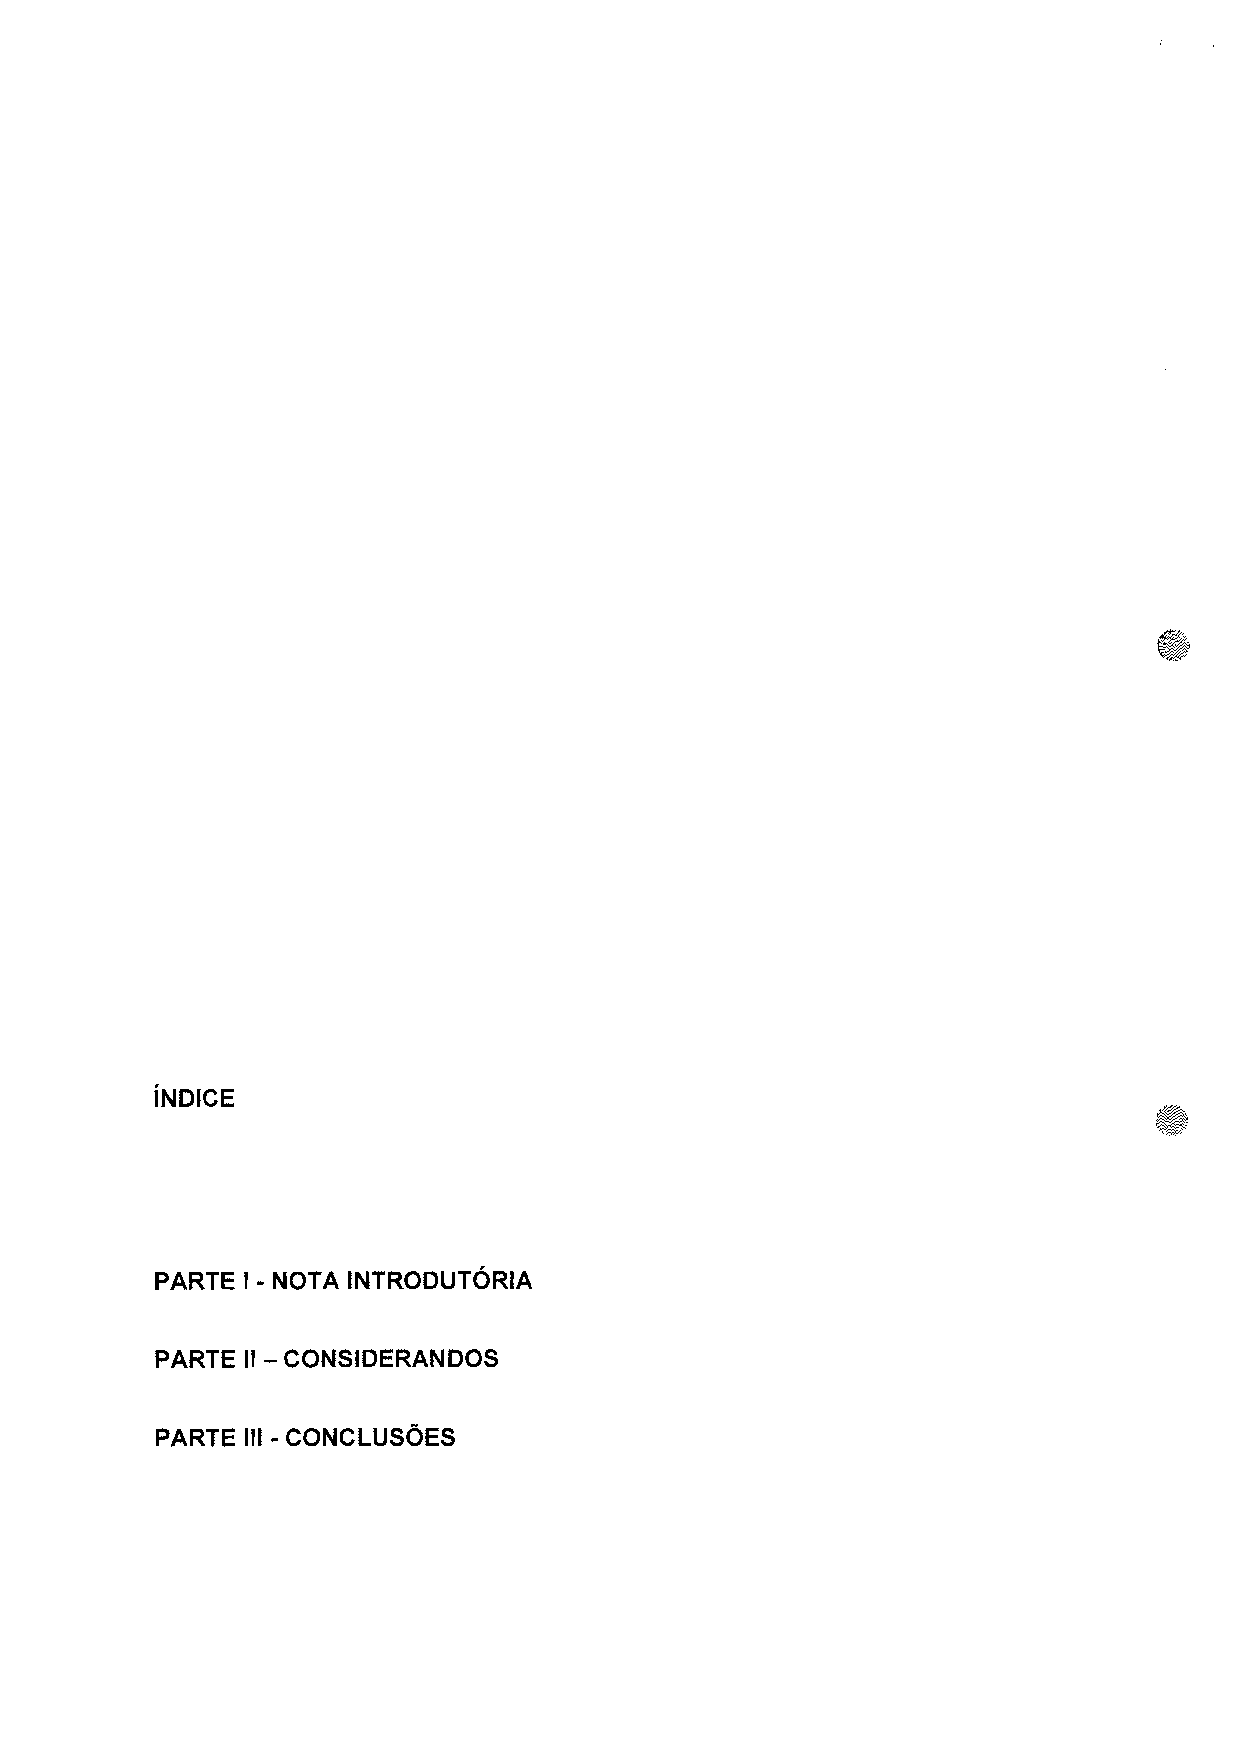 ÍNDICE
PARTE I - NOTA INTRODUTÓRIA
PARTE II – CONSIDERANDOS
PARTE III - CONCLUSÕES